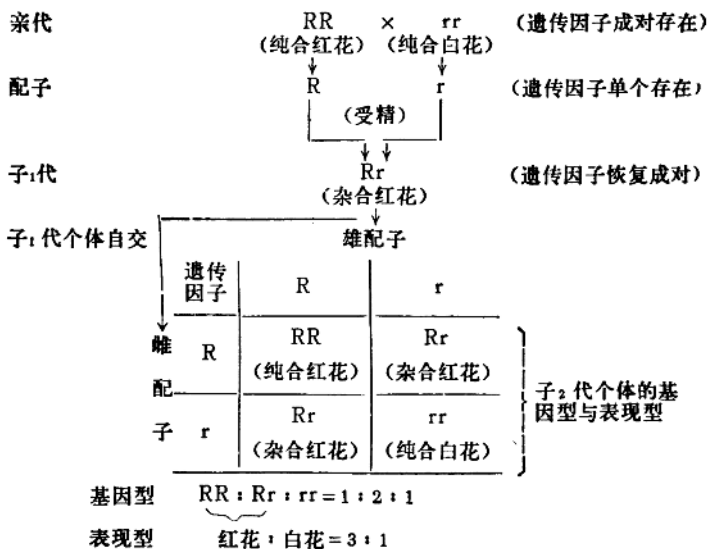 亲代 RR × rr (遗传因子成对存在)
(纯合红花) (纯合白花)
配子 R r (遗传因子单个存在)
(受精)
子₁代 Rr (遗传因子恢复成对)
(杂合红花)
子₁代个体自交 雄配子
遗传
因子 R r
雌
配
子
R RR Rr
(纯合红花) (杂合红花)
r Rr rr
(杂合红花) (纯合白花)
子₂代个体的基
因型与表现型
基因型 RR:Rr:rr=1:2:1
表现型 红花:白花=3:1